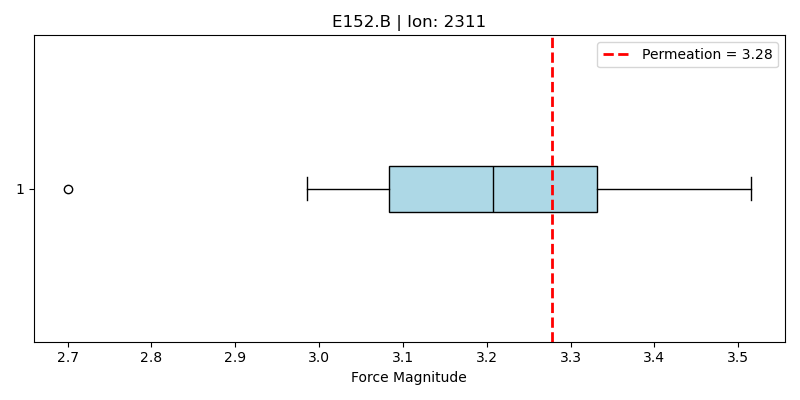 E152.B | Ion: 2311
Permeation = 3.28
1
2.7 2.8 2.9 3.0 3.1 3.2 3.3 3.4 3.5
Force Magnitude